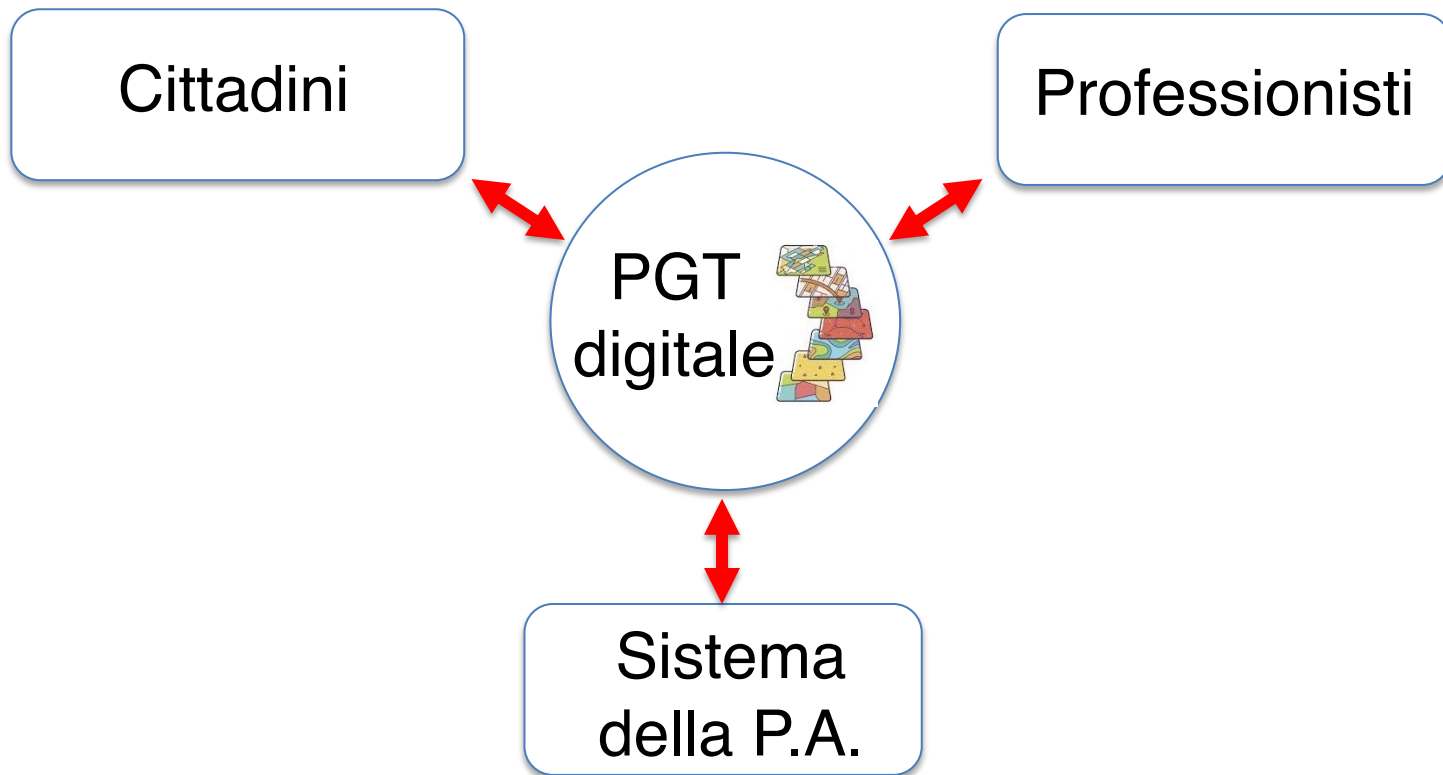 Cittadini
Professionisti
PGT
digitale
Sistema
della P.A.